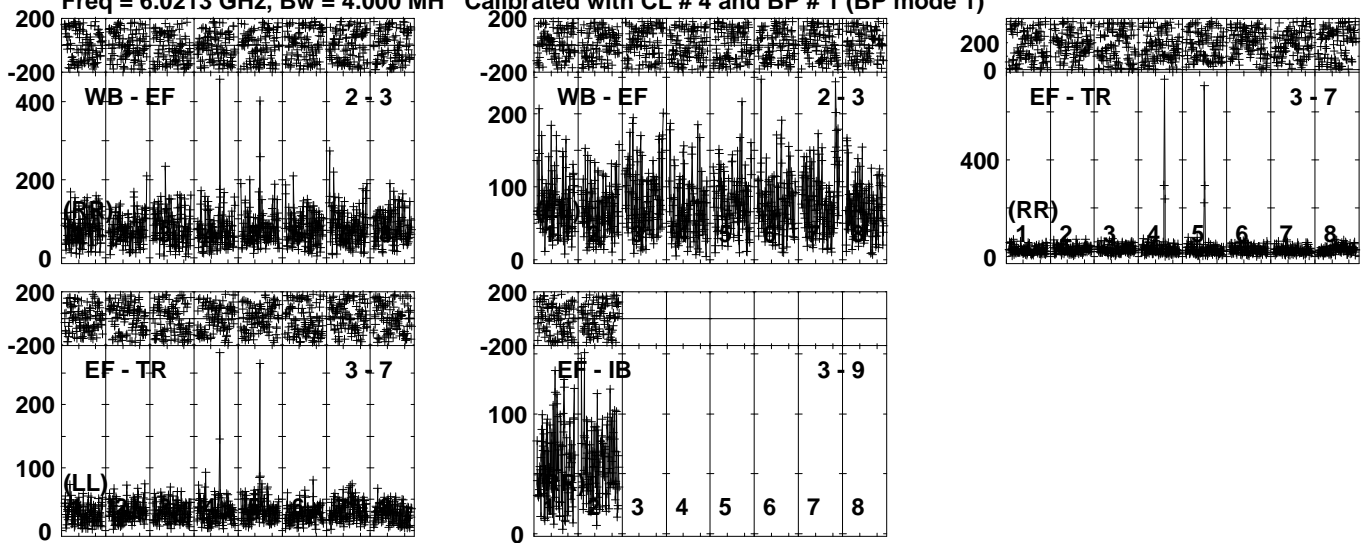 Freq = 6.0213 GHz, Bw = 4.000 MH Calibrated with CL # 4 and BP # 1 (BP mode 1)
200
-200
400
200
0
WB - EF 2 - 3
(RR)
200
-200
200
100
0
WB - EF 2 - 3
200
0
400
0
EF - TR 3 - 7
(RR)
1 2 3 4 5 6 7 8
200
-200
200
100
0
EF - TR 3 - 7
(LL)
200
-200
100
0
EF - IB 3 - 9
2 3 4 5 6 7 8